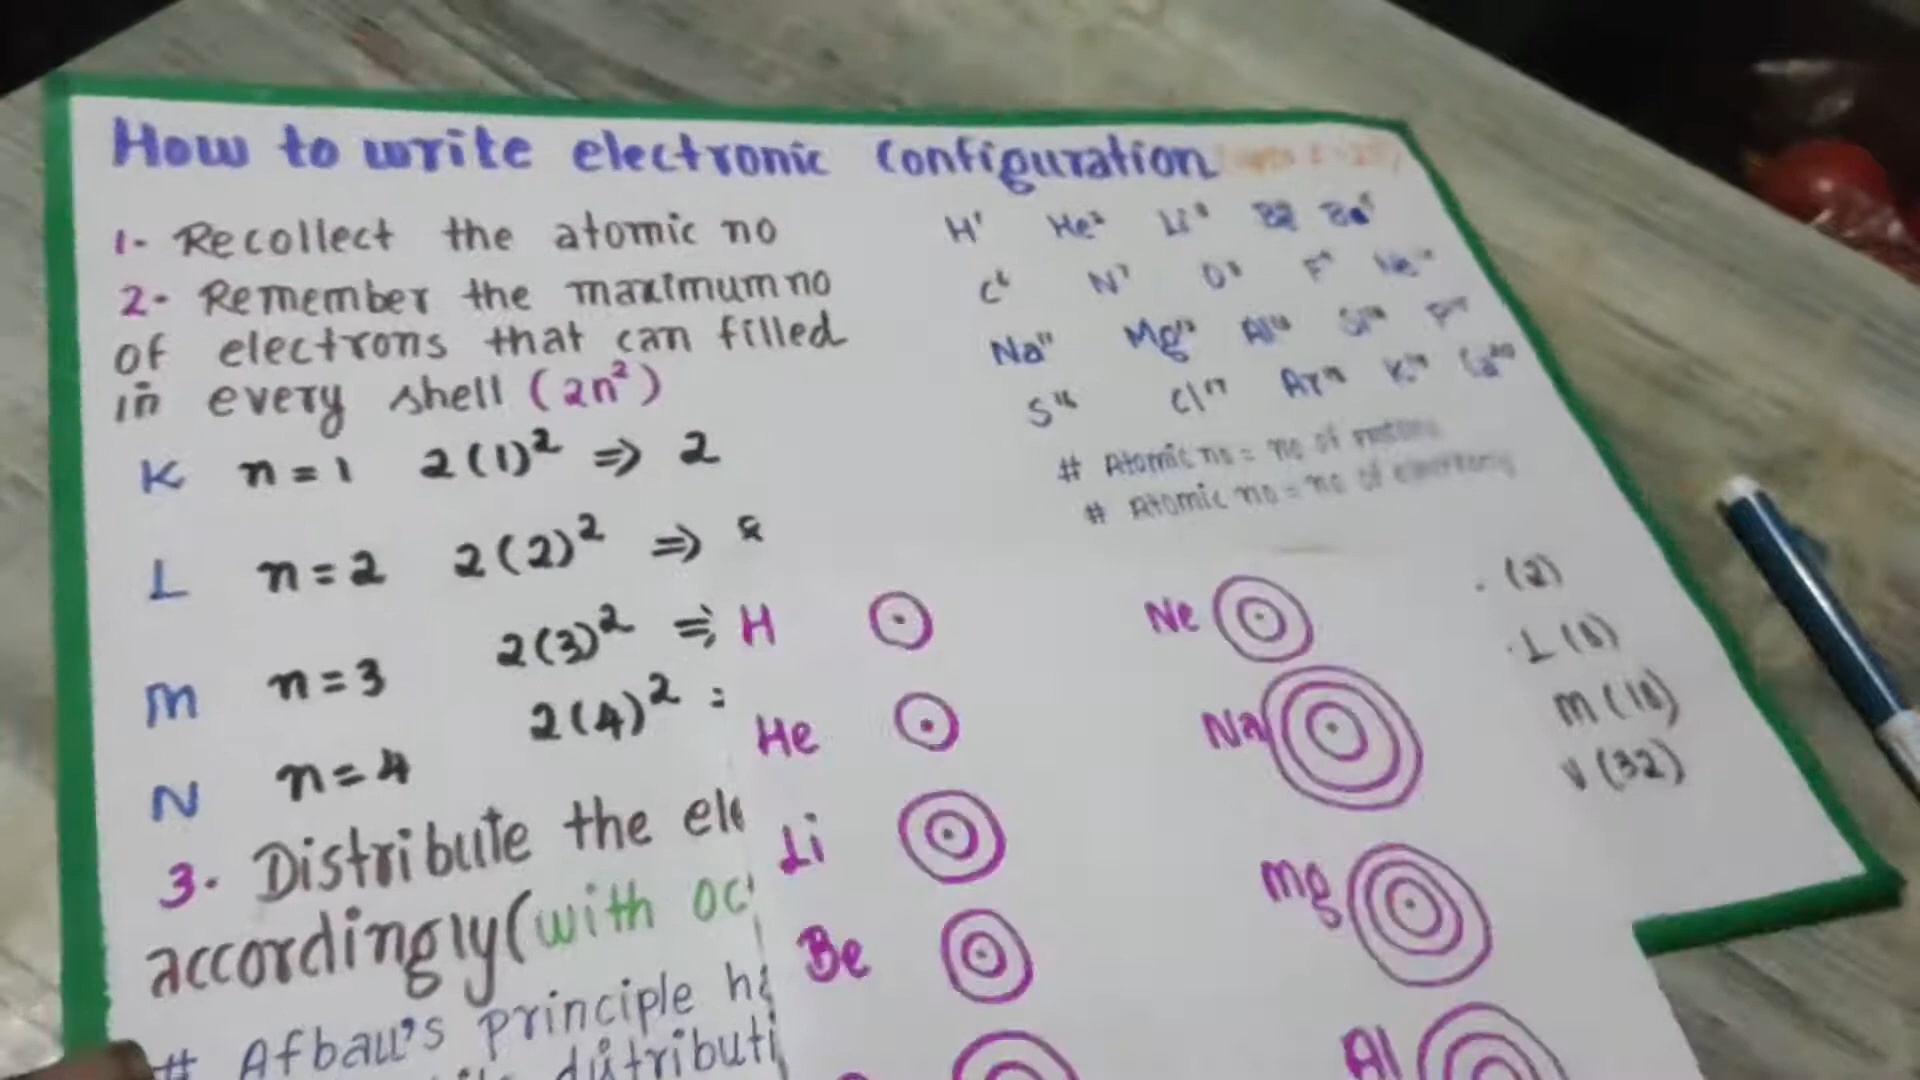 How to write electronic configuration
1- Recollect the atomic no
2- Remember the maximum no
of electrons that can filled
in every shell (2n²)
K n=1 2(1)² ⇒ 2
L n=2 2(2)² ⇒
M n=3 2(3)² ⇒
N n=4 2(4)² =
3. Distribute the ele
accordingly (with oc
# Afbau's principle
distributi
H¹ He² Li
C⁶ N⁷ O⁸ F⁹ Ne¹⁰
Na¹¹ Mg¹² Al¹³ Si¹⁴ P¹⁵
S¹⁶ Cl¹⁷ Ar¹⁸ K¹⁹ Ca²⁰
# Atomic no = no of
# Atomic no = no of
H
He
Li
Be
Ne
Na
Mg
Al
(2)
L (8)
M (18)
(32)